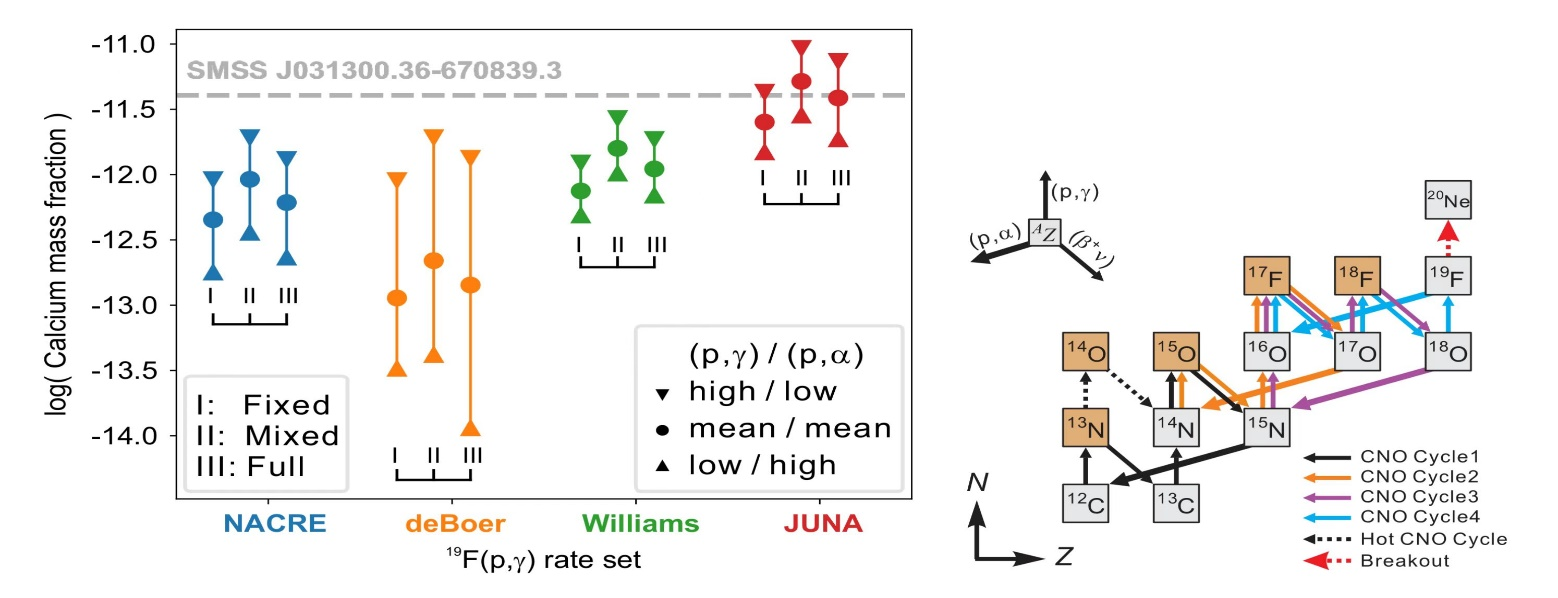 -11.0
SMSS J031300.36-670839.3
-11.5
-12.0
-12.5
-13.0
-13.5
-14.0
log( Calcium mass fraction )
I II III
I II III
I II III
I II III
I: Fixed
II: Mixed
III: Full
(p,γ) / (p,α)
high / low
mean / mean
low / high
NACRE deBoer Williams JUNA
¹⁹F(p,γ) rate set
(p,γ)
(p,α)
ᴬZ
(β⁺ν)
²⁰Ne
¹⁷F ¹⁸F ¹⁹F
¹⁴O ¹⁵O ¹⁶O ¹⁷O ¹⁸O
¹³N ¹⁴N ¹⁵N
¹²C ¹³C
N
Z
CNO Cycle1
CNO Cycle2
CNO Cycle3
CNO Cycle4
Hot CNO Cycle
Breakout